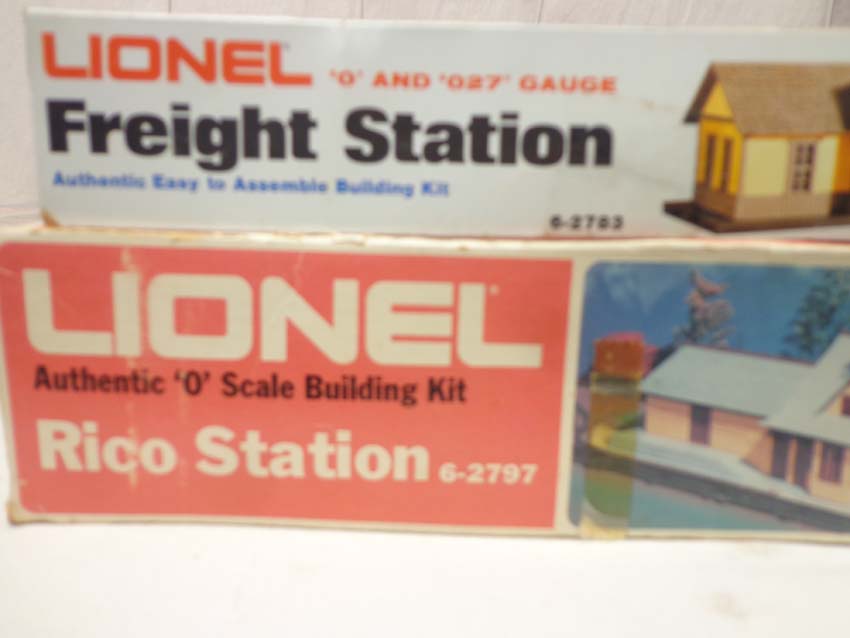 LIONEL 'O' AND '027' GAUGE
Freight Station
Authentic Easy to Assemble Building Kit
6-2783
LIONEL
Authentic 'O' Scale Building Kit
Rico Station 6-2797